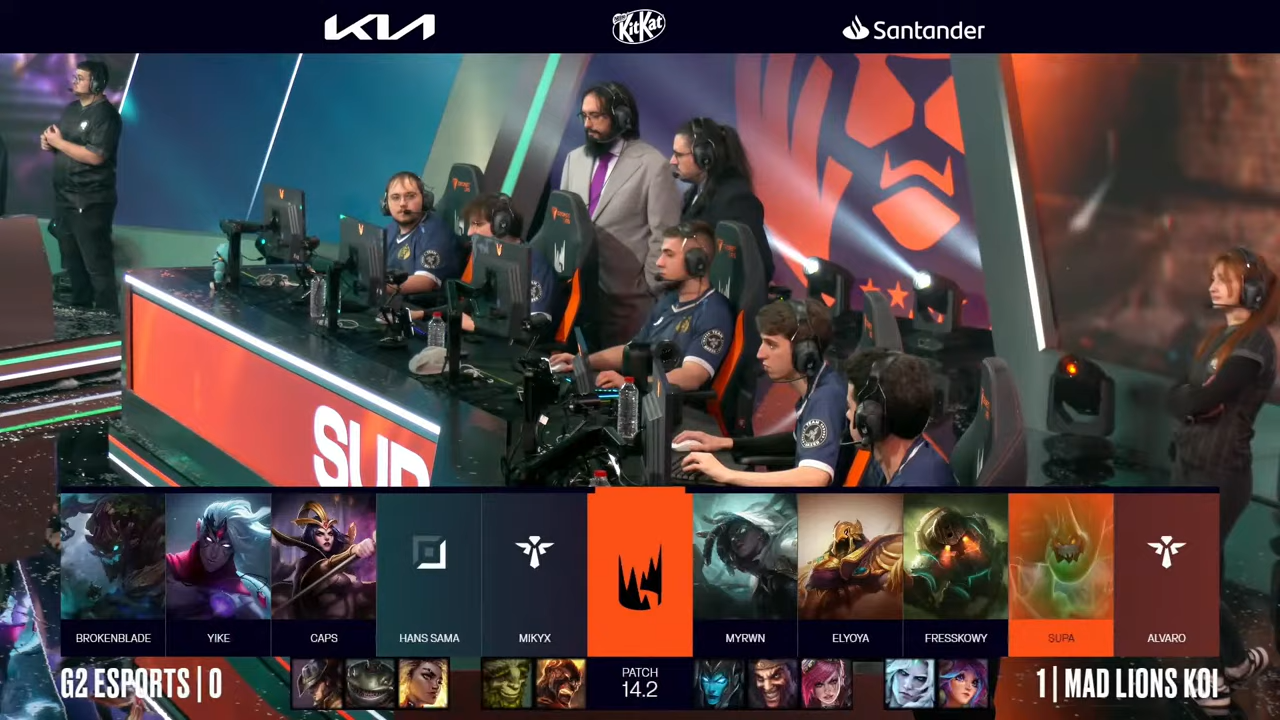 KIA
Nestlé
KitKat
Santander
SUP
BROKENBLADE
YIKE
CAPS
HANS SAMA
MIKYX
MYRWN
ELYOYA
FRESSKOWY
SUPA
ALVARO
G2 ESPORTS | 0
PATCH
14.2
1 | MAD LIONS KOI